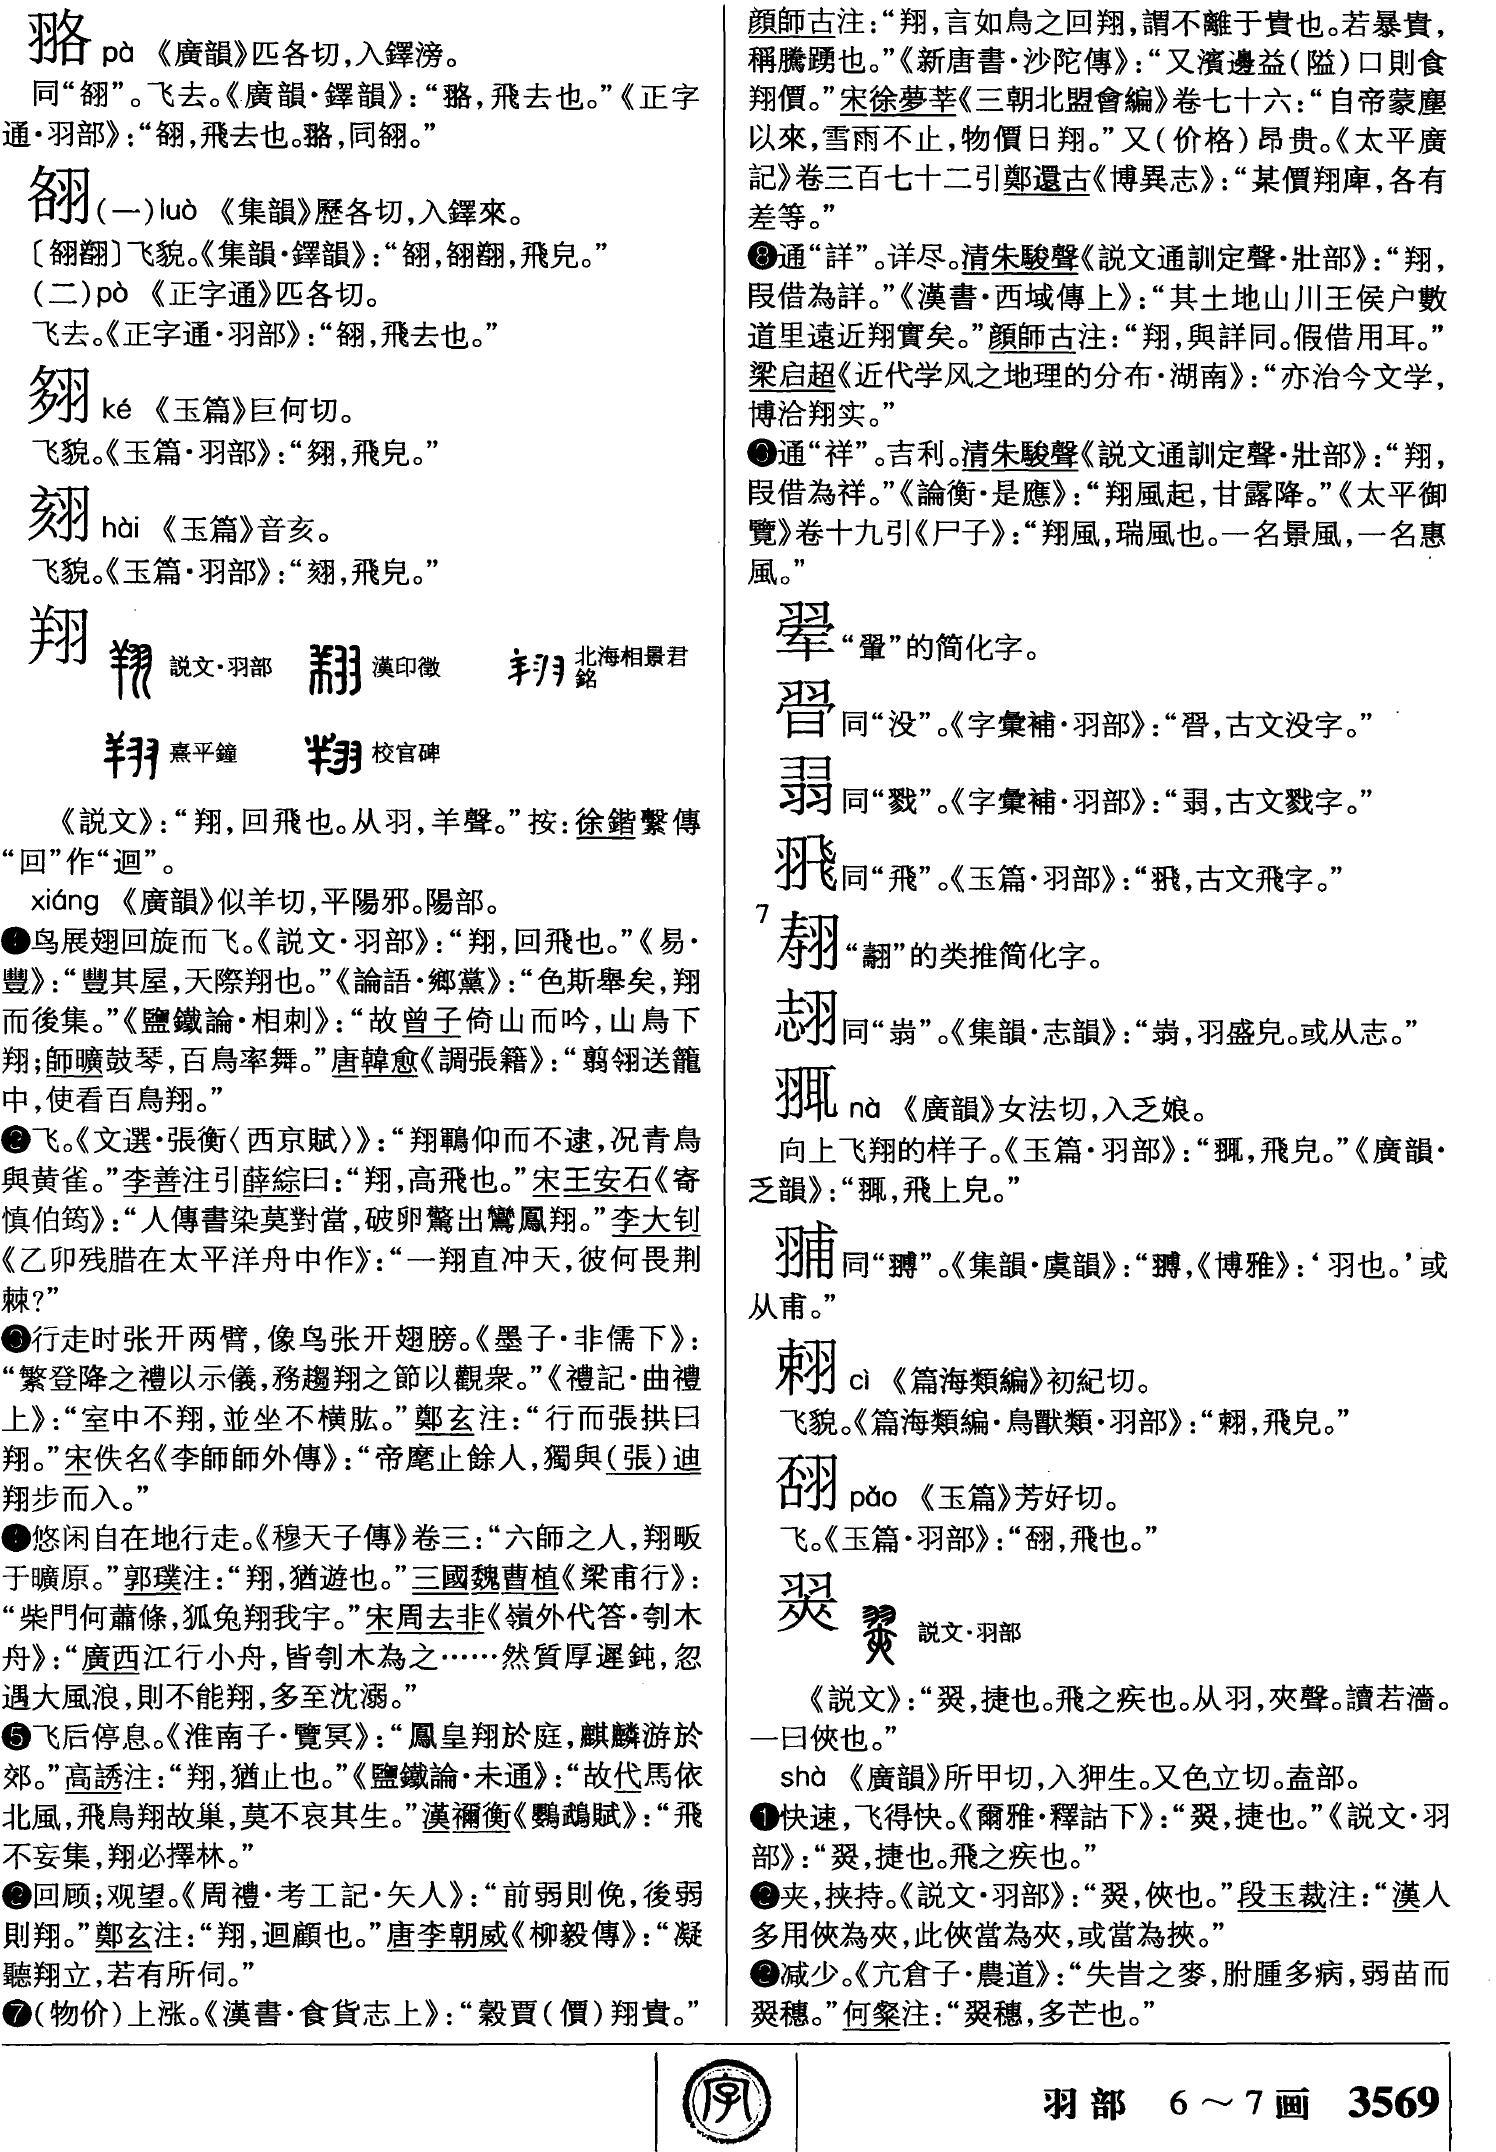 pà 《廣韻》匹各切，入鐸滂。
同“”。飞去。《廣韻·鐸韻》：“，飛去也。”《正字
通·羽部》：“，飛去也。，同。”
(一)luò 《集韻》歷各切，入鐸來。
〔〕飞貌。《集韻·鐸韻》：“，，飛皃。”
(二)pò 《正字通》匹各切。
飞去。《正字通·羽部》：“，飛去也。”
翗 ké 《玉篇》巨何切。
飞貌。《玉篇·羽部》：“翗，飛皃。”
hài 《玉篇》音亥。
飞貌。《玉篇·羽部》：“，飛皃。”
翔 説文·羽部 漢印徵 北海相景君銘
熹平鐘 校官碑
《説文》：“翔，回飛也。从羽，羊聲。”按：徐鍇繫傳
“回”作“迴”。
xiáng 《廣韻》似羊切，平陽邪。陽部。
❶鸟展翅回旋而飞。《説文·羽部》：“翔，回飛也。”《易·
豐》：“豐其屋，天際翔也。”《論語·鄉黨》：“色斯舉矣，翔
而後集。”《鹽鐵論·相刺》：“故曾子倚山而吟，山鳥下
翔；師曠鼓琴，百鳥率舞。”唐韓愈《調張籍》：“翦翎送籠
中，使看百鳥翔。”
❷飞。《文選·張衡〈西京賦〉》：“翔鶤仰而不逮，况青鳥
與黄雀。”李善注引薛綜曰：“翔，高飛也。”宋王安石《寄
慎伯筠》：“人傳書染莫對當，破卵驚出鸞鳳翔。”李大钊
《乙卯残腊在太平洋舟中作》：“一翔直冲天，彼何畏荆
棘？”
❸行走时张开两臂，像鸟张开翅膀。《墨子·非儒下》：
“繁登降之禮以示儀，務趨翔之節以觀衆。”《禮記·曲禮
上》：“室中不翔，並坐不横肱。”鄭玄注：“行而張拱曰
翔。”宋佚名《李師師外傳》：“帝麾止餘人，獨與(張)迪
翔步而入。”
❹悠闲自在地行走。《穆天子傳》卷三：“六師之人，翔畈
于曠原。”郭璞注：“翔，猶遊也。”三國魏曹植《梁甫行》：
“柴門何蕭條，狐兔翔我宇。”宋周去非《嶺外代答·刳木
舟》：“廣西江行小舟，皆刳木為之……然質厚遲鈍，忽
遇大風浪，則不能翔，多至沈溺。”
❺飞后停息。《淮南子·覽冥》：“鳳皇翔於庭，麒麟游於
郊。”高誘注：“翔，猶止也。”《鹽鐵論·未通》：“故代馬依
北風，飛鳥翔故巢，莫不哀其生。”漢禰衡《鸚鵡賦》：“飛
不妄集，翔必擇林。”
❻回顾；观望。《周禮·考工記·矢人》：“前弱則俛，後弱
則翔。”鄭玄注：“翔，迴顧也。”唐李朝威《柳毅傳》：“凝
聽翔立，若有所伺。”
❼(物价)上涨。《漢書·食貨志上》：“穀賈(價)翔貴。”
顔師古注：“翔，言如鳥之回翔，謂不離于貴也。若暴貴，
稱騰踴也。”《新唐書·沙陀傳》：“又濱邊益(隘)口則食
翔價。”宋徐夢莘《三朝北盟會編》卷七十六：“自帝蒙塵
以來，雪雨不止，物價日翔。”又(价格)昂贵。《太平廣
記》卷三百七十二引鄭還古《博異志》：“某價翔庳，各有
差等。”
❽通“詳”。详尽。清朱駿聲《説文通訓定聲·壯部》：“翔，
叚借為詳。”《漢書·西域傳上》：“其土地山川王侯户數
道里遠近翔實矣。”顔師古注：“翔，與詳同。假借用耳。”
梁启超《近代学风之地理的分布·湖南》：“亦治今文学，
博洽翔实。”
❾通“祥”。吉利。清朱駿聲《説文通訓定聲·壯部》：“翔，
叚借為祥。”《論衡·是應》：“翔風起，甘露降。”《太平御
覽》卷十九引《尸子》：“翔風，瑞風也。一名景風，一名惠
風。”
翚 “翬”的简化字。
同“没”。《字彙補·羽部》：“，古文没字。”
同“戮”。《字彙補·羽部》：“，古文戮字。”
同“飛”。《玉篇·羽部》：“，古文飛字。”
7 “翿”的类推简化字。
同“”。《集韻·志韻》：“，羽盛皃。或从志。”
nà 《廣韻》女法切，入乏娘。
向上飞翔的样子。《玉篇·羽部》：“，飛皃。”《廣韻·
乏韻》：“，飛上皃。”
同“”。《集韻·虞韻》：“，《博雅》：‘羽也。’或
从甫。”
cì 《篇海類編》初紀切。
飞貌。《篇海類編·鳥獸類·羽部》：“，飛皃。”
pǎo 《玉篇》芳好切。
飞。《玉篇·羽部》：“，飛也。”
翜 説文·羽部
《説文》：“翜，捷也。飛之疾也。从羽，夾聲。讀若濇。
一曰俠也。”
shà 《廣韻》所甲切，入狎生。又色立切。盍部。
❶快速，飞得快。《爾雅·釋詁下》：“翜，捷也。”《説文·羽
部》：“翜，捷也。飛之疾也。”
❷夹，挟持。《説文·羽部》：“翜，俠也。”段玉裁注：“漢人
多用俠為夾，此俠當為夾，或當為挾。”
❸减少。《亢倉子·農道》：“失旹之麥，胕腫多病，弱苗而
翜穗。”何粲注：“翜穗，多芒也。”
字
羽部 6～7画 3569